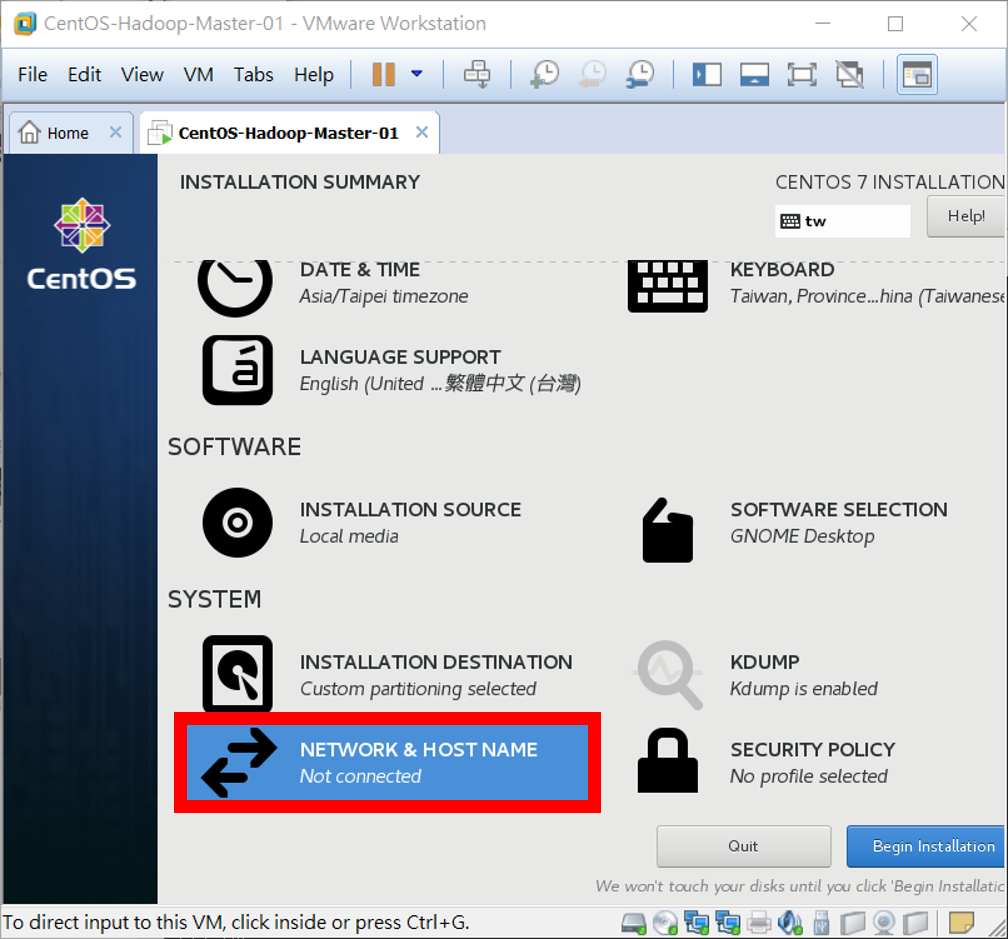 CentOS-Hadoop-Master-01 - VMware Workstation
File Edit View VM Tabs Help
Home CentOS-Hadoop-Master-01
INSTALLATION SUMMARY
CENTOS 7 INSTALLATION
tw
Help!
CentOS
DATE & TIME
Asia/Taipei timezone
KEYBOARD
Taiwan, Province...hina (Taiwanese
LANGUAGE SUPPORT
English (United ...繁體中文 (台灣)
SOFTWARE
INSTALLATION SOURCE
Local media
SOFTWARE SELECTION
GNOME Desktop
SYSTEM
INSTALLATION DESTINATION
Custom partitioning selected
KDUMP
Kdump is enabled
NETWORK & HOST NAME
Not connected
SECURITY POLICY
No profile selected
Quit
Begin Installation
We won't touch your disks until you click 'Begin Installatic
To direct input to this VM, click inside or press Ctrl+G.